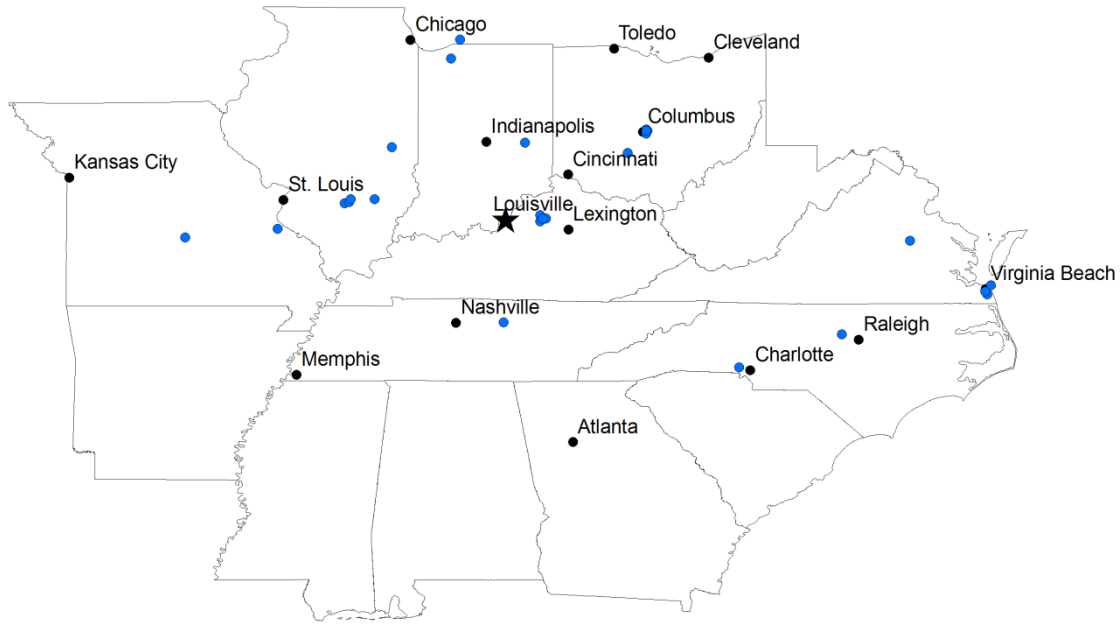 Chicago
Toledo
Cleveland
Columbus
Indianapolis
Kansas City
Cincinnati
St. Louis
Louisville
Lexington
Virginia Beach
Nashville
Raleigh
Memphis
Charlotte
Atlanta